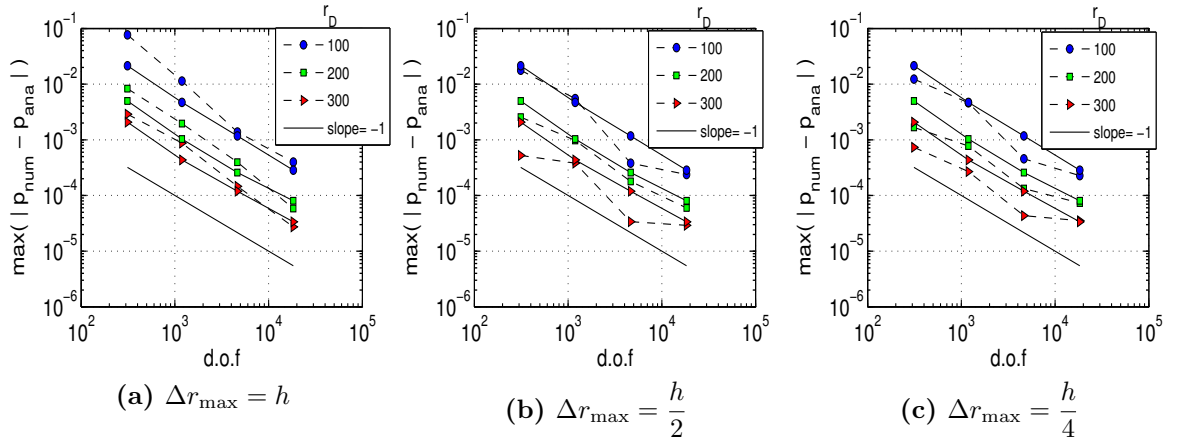 r_D
100
200
300
slope= −1
10^−1
10^−2
10^−3
10^−4
10^−5
10^−6
max( | p_num − p_ana | )
10^2 10^3 10^4 10^5
d.o.f
(a) Δr_max = h
r_D
100
200
300
slope= −1
10^−1
10^−2
10^−3
10^−4
10^−5
10^−6
max( | p_num − p_ana | )
10^2 10^3 10^4 10^5
d.o.f
(b) Δr_max = h/2
r_D
100
200
300
slope= −1
10^−1
10^−2
10^−3
10^−4
10^−5
10^−6
max( | p_num − p_ana | )
10^2 10^3 10^4 10^5
d.o.f
(c) Δr_max = h/4